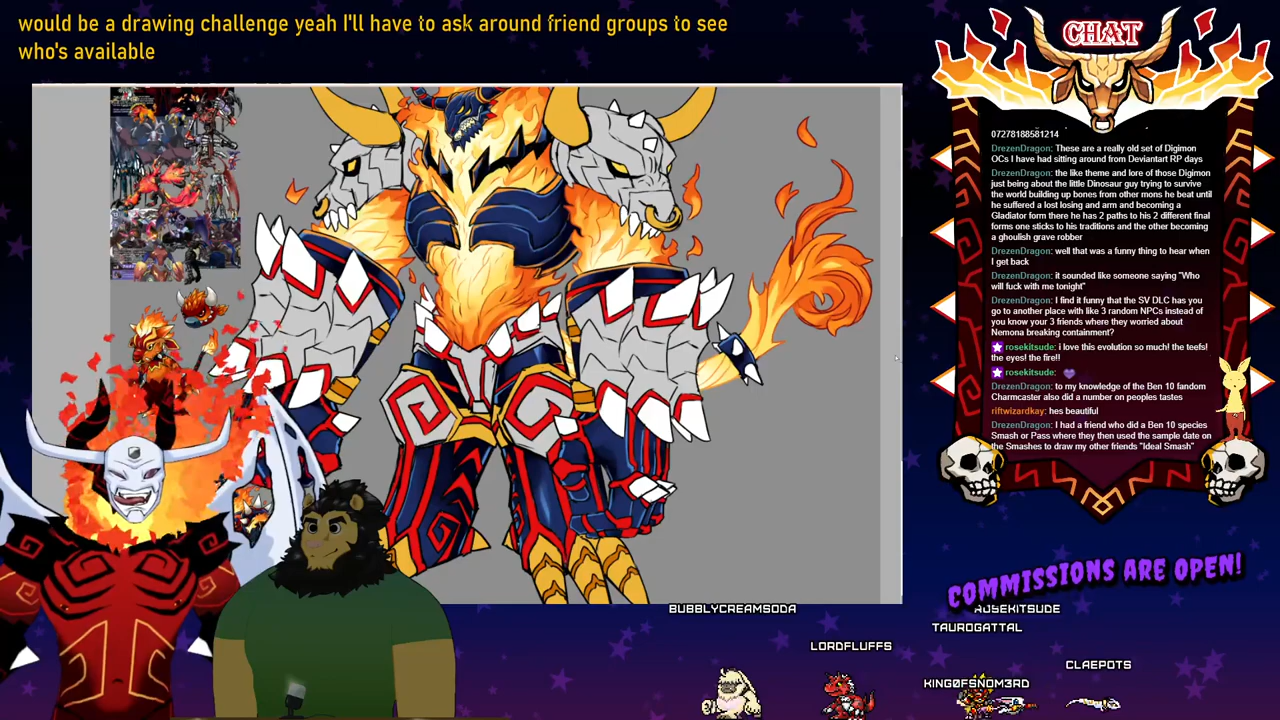 would be a drawing challenge yeah I'll have to ask around friend groups to see
who's available
CHAT
07278188581214
DrezenDragon: These are a really old set of Digimon
OCs I have had sitting around from Deviantart RP days
DrezenDragon: the like theme and lore of those Digimon
just being about the little Dinosaur guy trying to survive
the world building up bones from other mons he beat until
he suffered a lost losing and arm and becoming a
Gladiator form there he has 2 paths to his 2 different final
forms one sticks to his traditions and the other becoming
a ghoulish grave robber
DrezenDragon: well that was a funny thing to hear when
I get back
DrezenDragon: it sounded like someone saying "Who
will fuck with me tonight"
DrezenDragon: I find it funny that the SV DLC has you
go to another place with like 3 random NPCs instead of
you know your 3 friends where they worried about
Nemona breaking containment?
rosekitsude: i love this evolution so much! the teefs!
the eyes! the fire!!
rosekitsude:
DrezenDragon: to my knowledge of the Ben 10 fandom
Charmcaster also did a number on peoples tastes
riftwizardkay: hes beautiful
DrezenDragon: I had a friend who did a Ben 10 species
Smash or Pass where they then used the sample date on
the Smashes to draw my other friends "Ideal Smash"
COMMISSIONS ARE OPEN!
BUBBLYCREAMSODA
ROSEKITSUDE
TAUROGATTAL
LORDFLUFFS
CLAEPOTS
KINGOFSNOM3RD